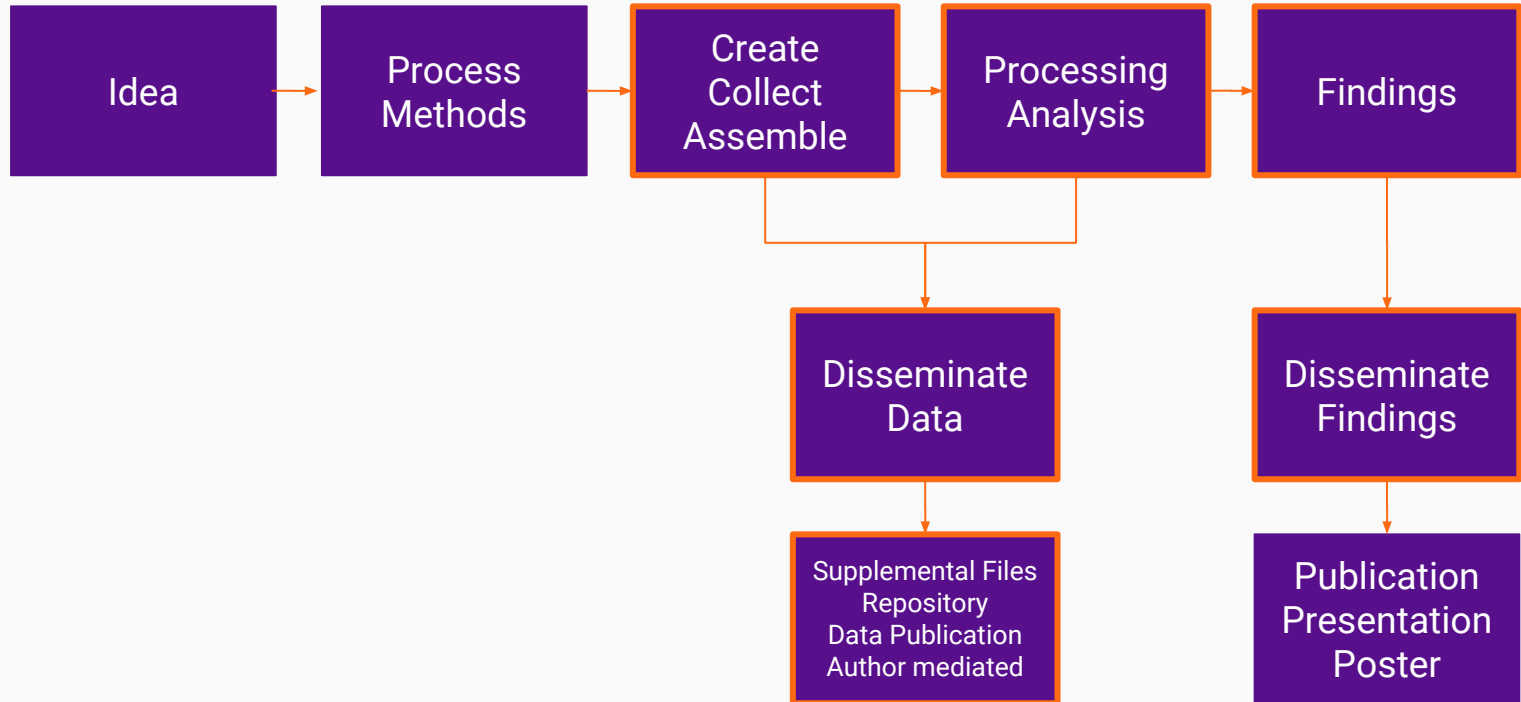 Idea
Process
Methods
Create
Collect
Assemble
Processing
Analysis
Findings
Disseminate
Data
Disseminate
Findings
Supplemental Files
Repository
Data Publication
Author mediated
Publication
Presentation
Poster